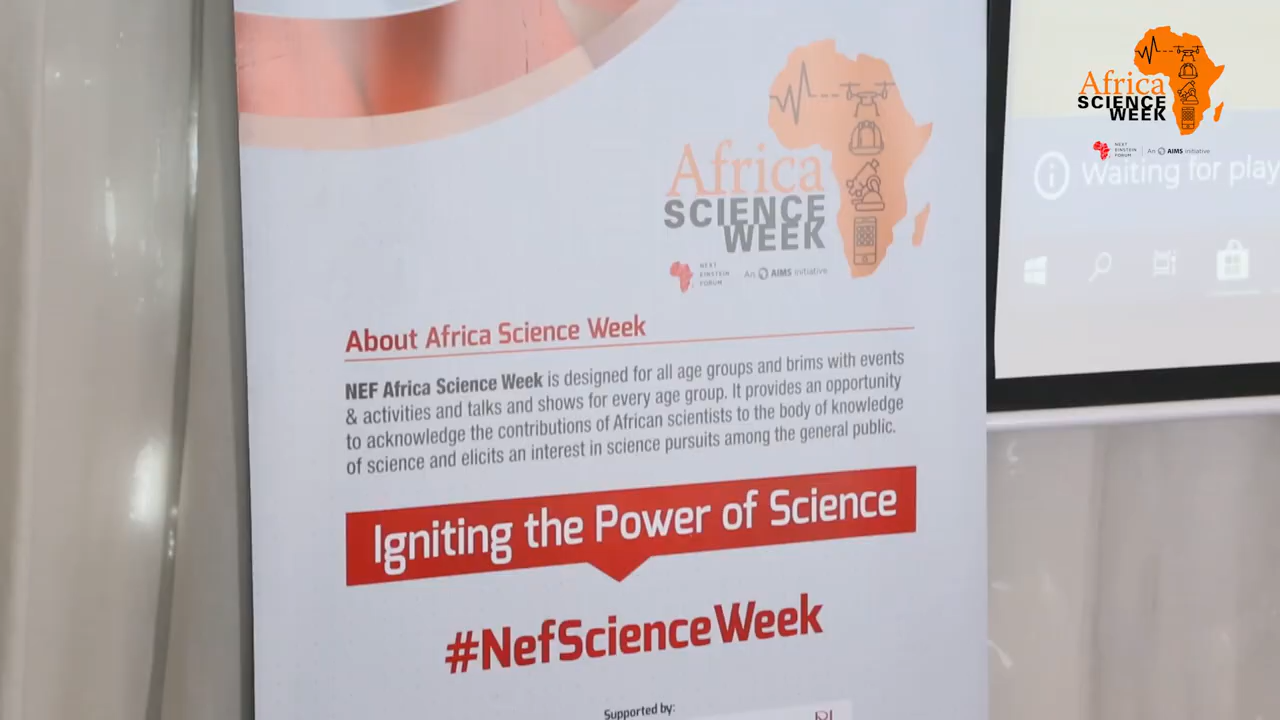 Africa
SCIENCE
WEEK
NEXT
EINSTEIN
FORUM
An AIMS initiative
About Africa Science Week
NEF Africa Science Week is designed for all age groups and brims with events
& activities and talks and shows for every age group. It provides an opportunity
to acknowledge the contributions of African scientists to the body of knowledge
of science and elicits an interest in science pursuits among the general public.
Igniting the Power of Science
#NefScienceWeek
Supported by:
Africa
SCIENCE
WEEK
NEXT
EINSTEIN
FORUM
An AIMS initiative
Waiting for play